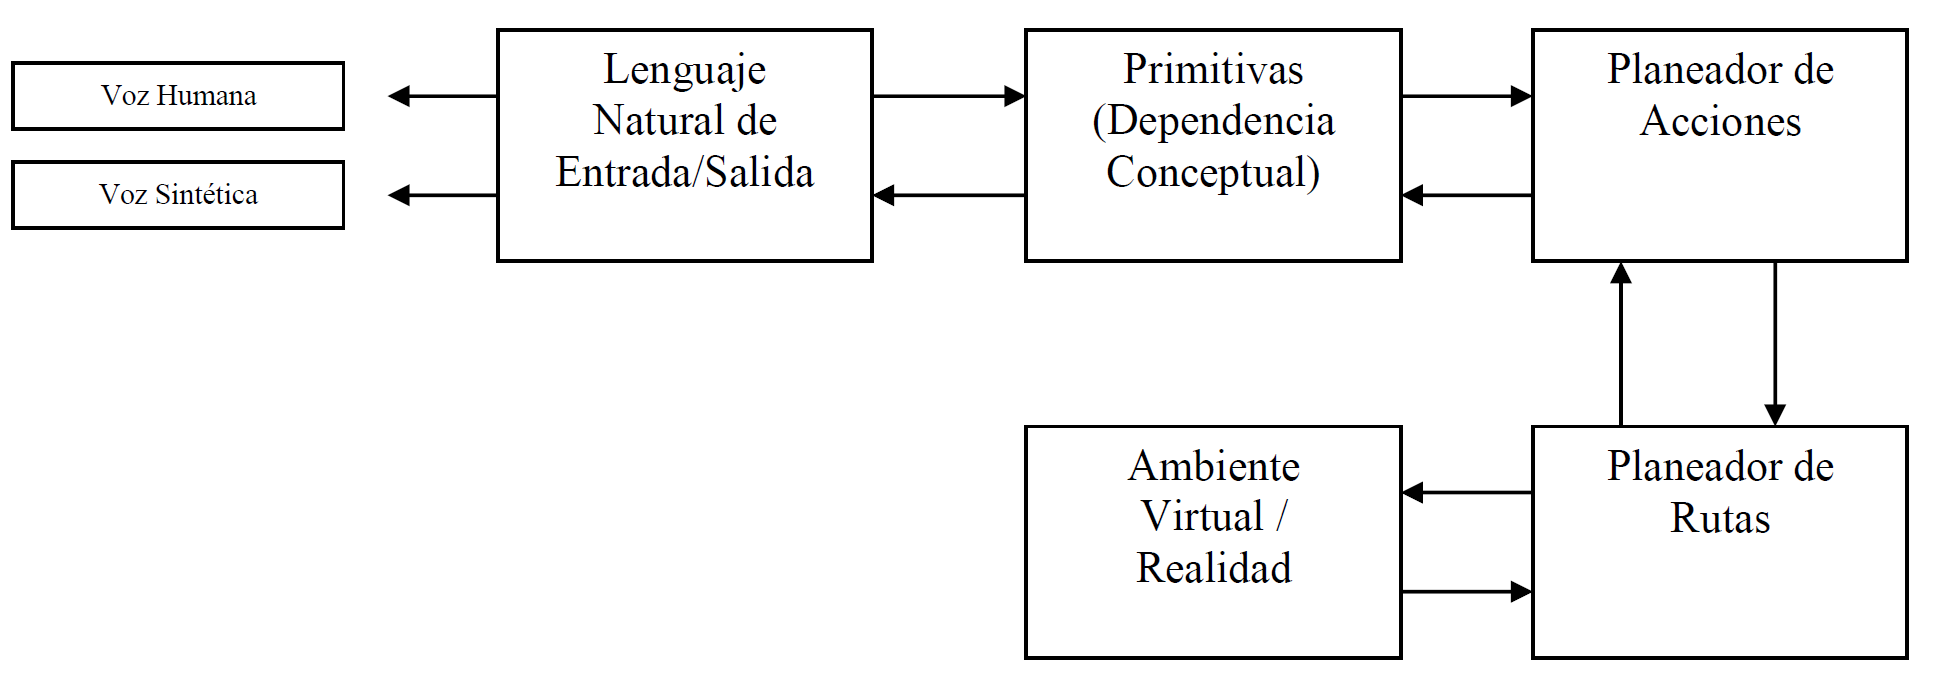 Voz Humana
Voz Sintética
Lenguaje
Natural de
Entrada/Salida
Primitivas
(Dependencia
Conceptual)
Planeador de
Acciones
Ambiente
Virtual /
Realidad
Planeador de
Rutas